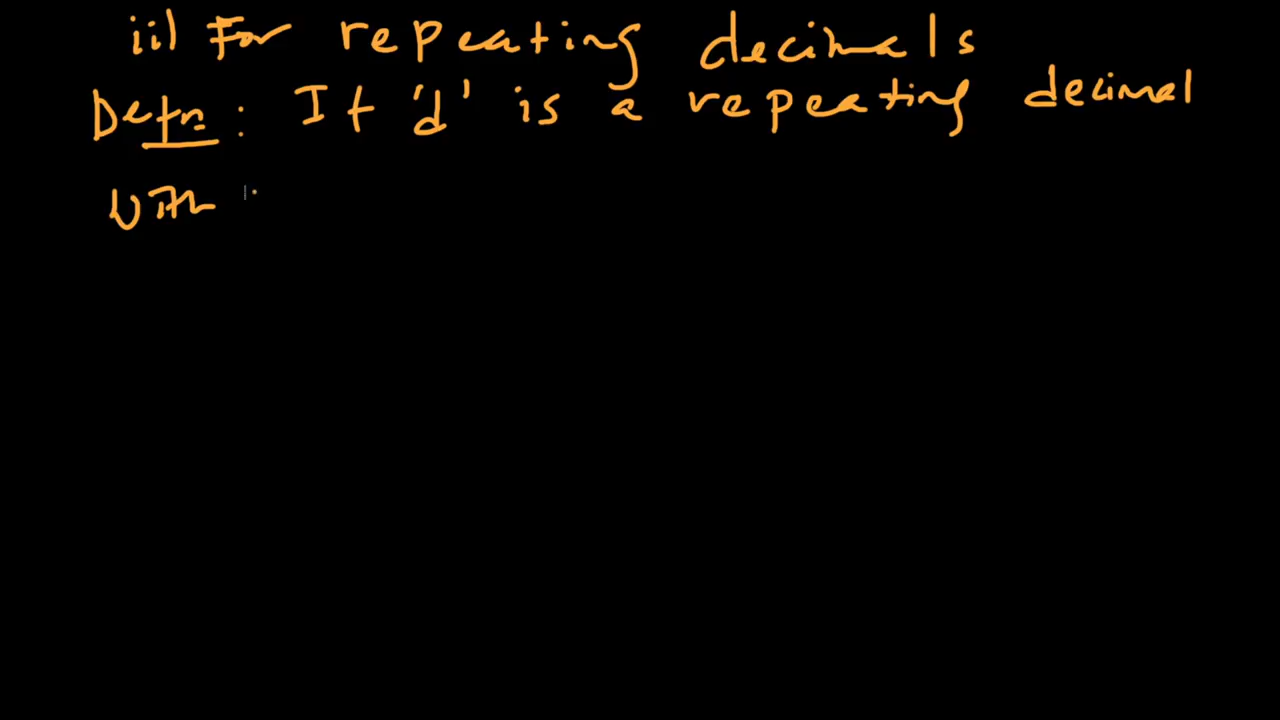 ii) For repeating decimals
Defn: If 'd' is a repeating decimal
with